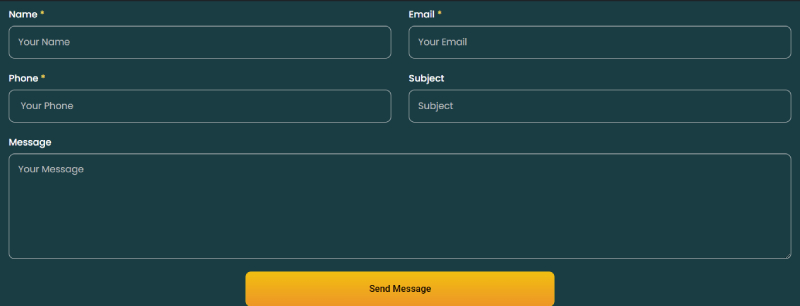 Name * Email *
Your Name Your Email
Phone * Subject
Your Phone Subject
Message
Your Message
Send Message